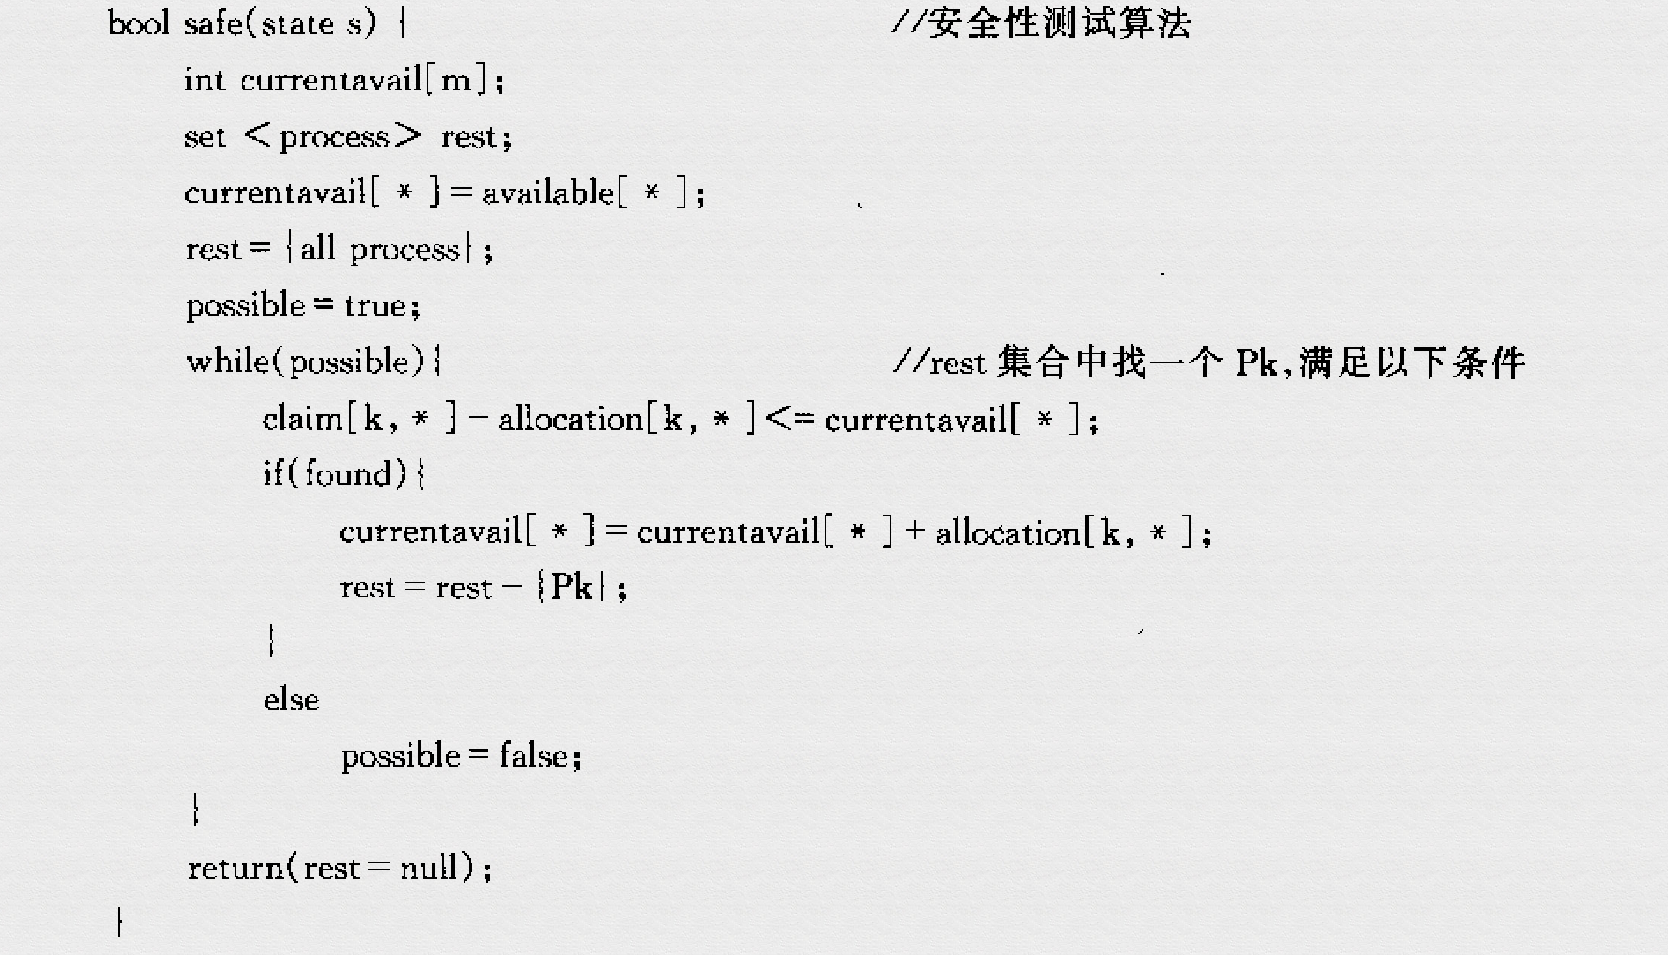 bool safe(state s) {    //安全性测试算法
int currentavail[m];
set <process> rest;
currentavail[ * ]=available[ * ];
rest={all process};
possible=true;
while(possible){    //rest 集合中找一个 Pk,满足以下条件
claim[k, * ]-allocation[k, * ]<=currentavail[ * ];
if(found){
currentavail[ * ]=currentavail[ * ]+allocation[k, * ];
rest=rest-{Pk};
}
else
possible=false;
}
return(rest=null);
}